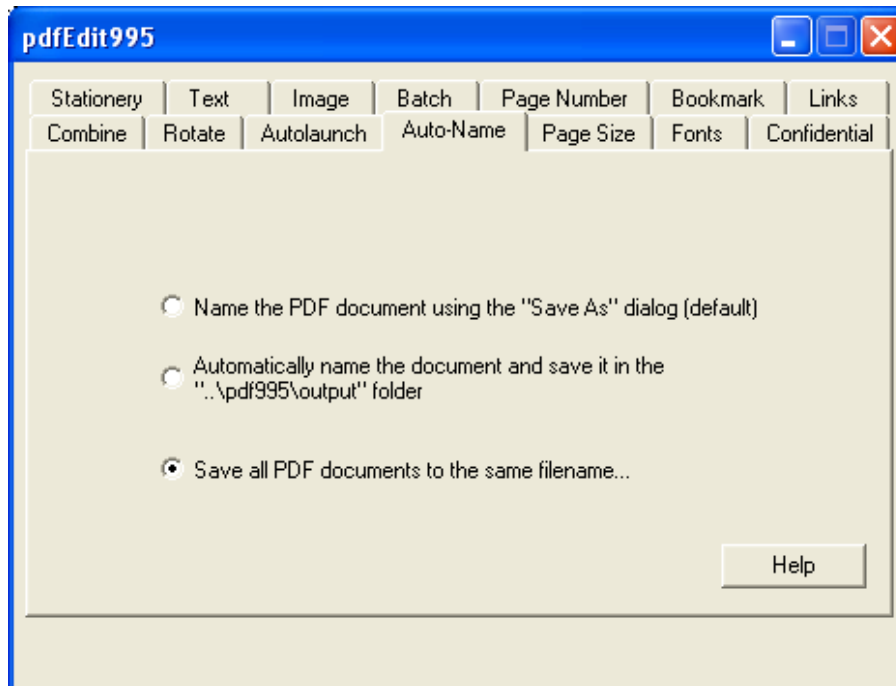 pdfEdit995
Stationery Text Image Batch Page Number Bookmark Links
Combine Rotate Autolaunch Auto-Name Page Size Fonts Confidential
Name the PDF document using the "Save As" dialog (default)
Automatically name the document and save it in the
"..\pdf995\output" folder
Save all PDF documents to the same filename...
Help